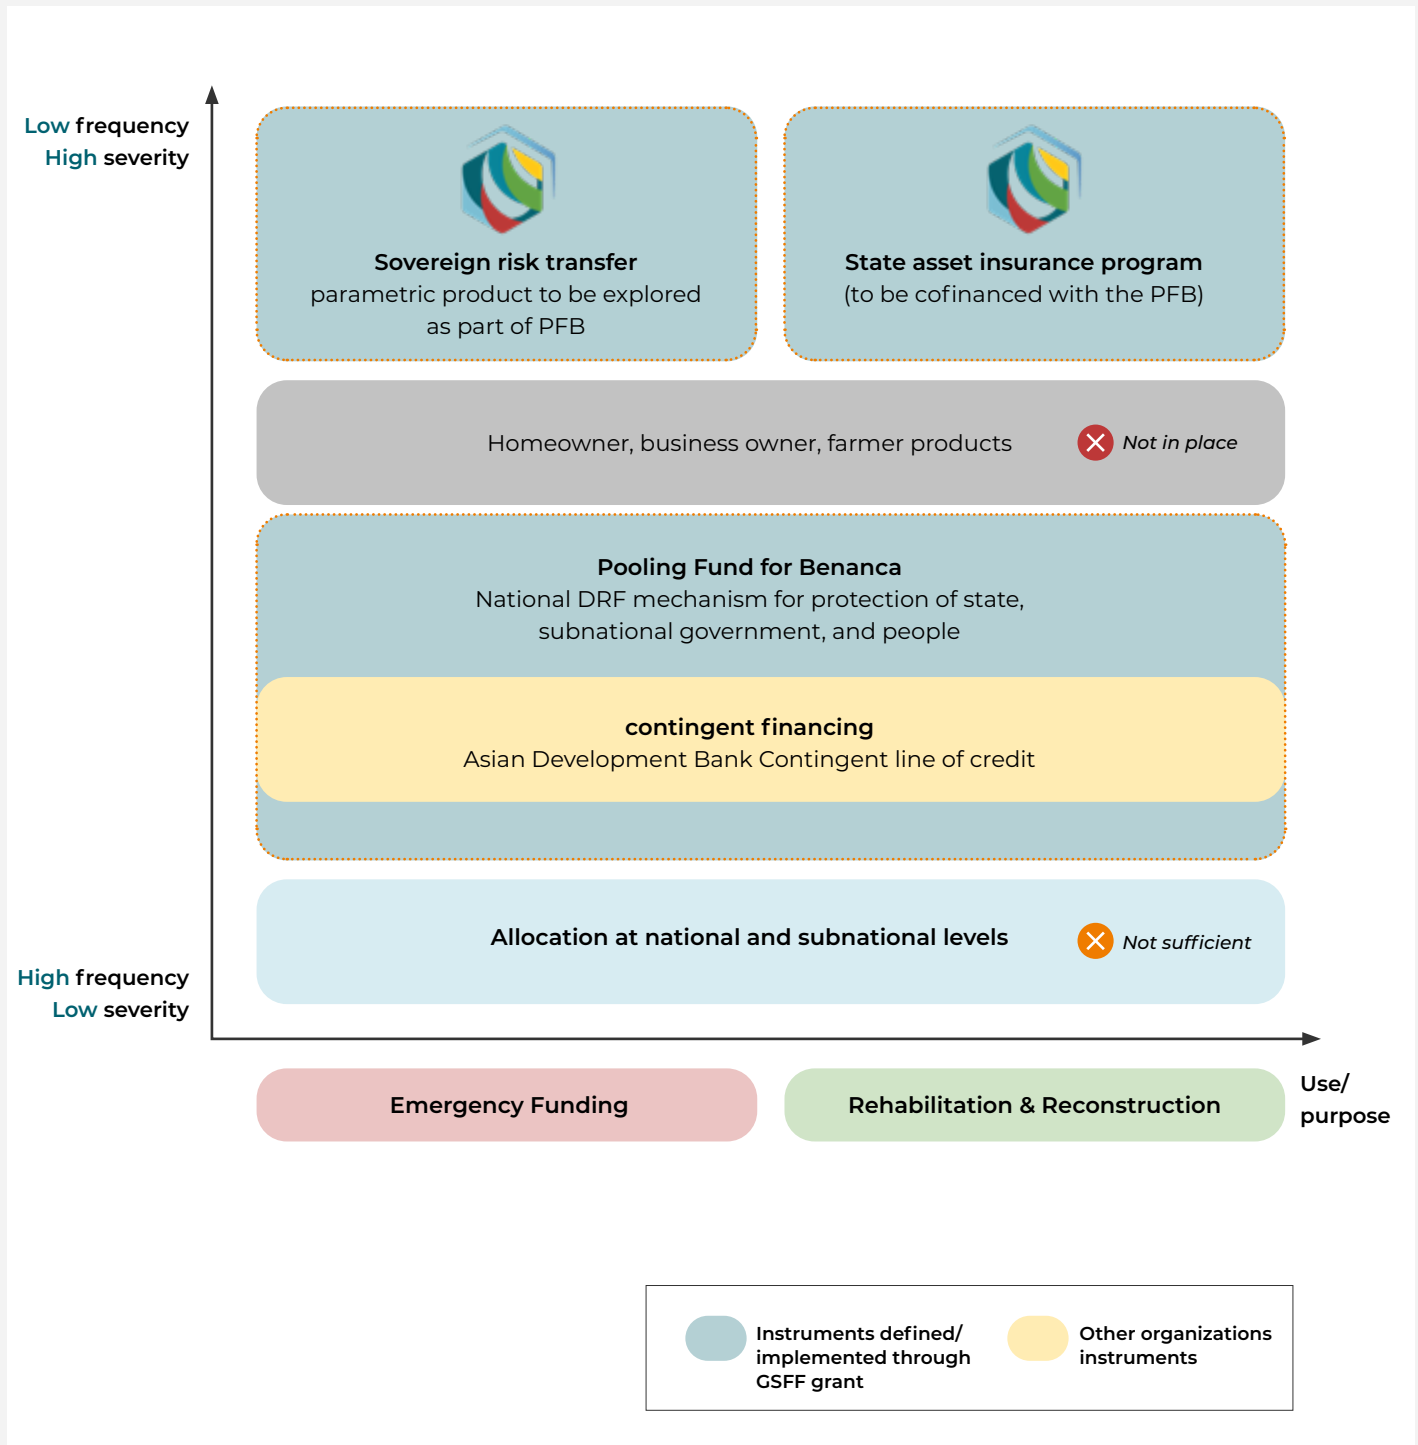 Low frequency
High severity
Sovereign risk transfer
parametric product to be explored
as part of PFB
State asset insurance program
(to be cofinanced with the PFB)
Homeowner, business owner, farmer products
Not in place
Pooling Fund for Benanca
National DRF mechanism for protection of state,
subnational government, and people
contingent financing
Asian Development Bank Contingent line of credit
Allocation at national and subnational levels
Not sufficient
High frequency
Low severity
Emergency Funding
Rehabilitation & Reconstruction
Use/
purpose
Instruments defined/
implemented through
GSFF grant
Other organizations
instruments